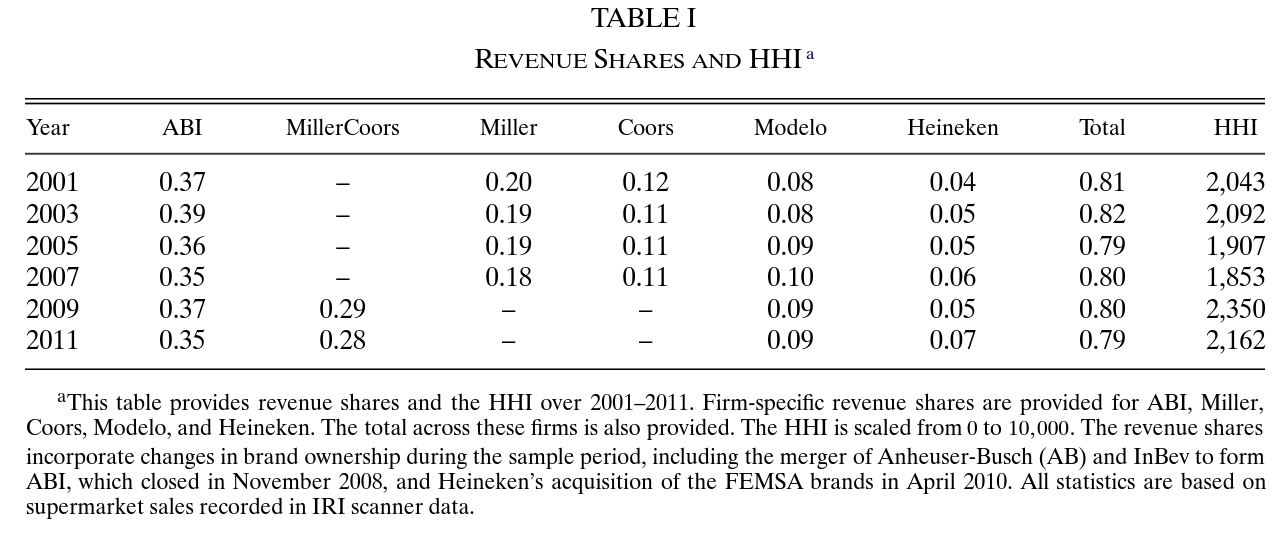 TABLE I
REVENUE SHARES AND HHI a
Year ABI MillerCoors Miller Coors Modelo Heineken Total HHI
2001 0.37 – 0.20 0.12 0.08 0.04 0.81 2,043
2003 0.39 – 0.19 0.11 0.08 0.05 0.82 2,092
2005 0.36 – 0.19 0.11 0.09 0.05 0.79 1,907
2007 0.35 – 0.18 0.11 0.10 0.06 0.80 1,853
2009 0.37 0.29 – – 0.09 0.05 0.80 2,350
2011 0.35 0.28 – – 0.09 0.07 0.79 2,162
aThis table provides revenue shares and the HHI over 2001–2011. Firm-specific revenue shares are provided for ABI, Miller,
Coors, Modelo, and Heineken. The total across these firms is also provided. The HHI is scaled from 0 to 10,000. The revenue shares
incorporate changes in brand ownership during the sample period, including the merger of Anheuser-Busch (AB) and InBev to form
ABI, which closed in November 2008, and Heineken's acquisition of the FEMSA brands in April 2010. All statistics are based on
supermarket sales recorded in IRI scanner data.